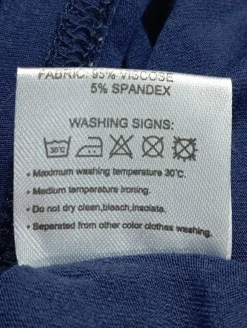 FABRIC: 95% VISCOSE
5% SPANDEX
WASHING SIGNS:
30°C
• Maximum washing temperature 30°C.
• Medium temperature ironing.
• Do not dry clean,bleach,insolate.
• Separated from other color clothes washing.